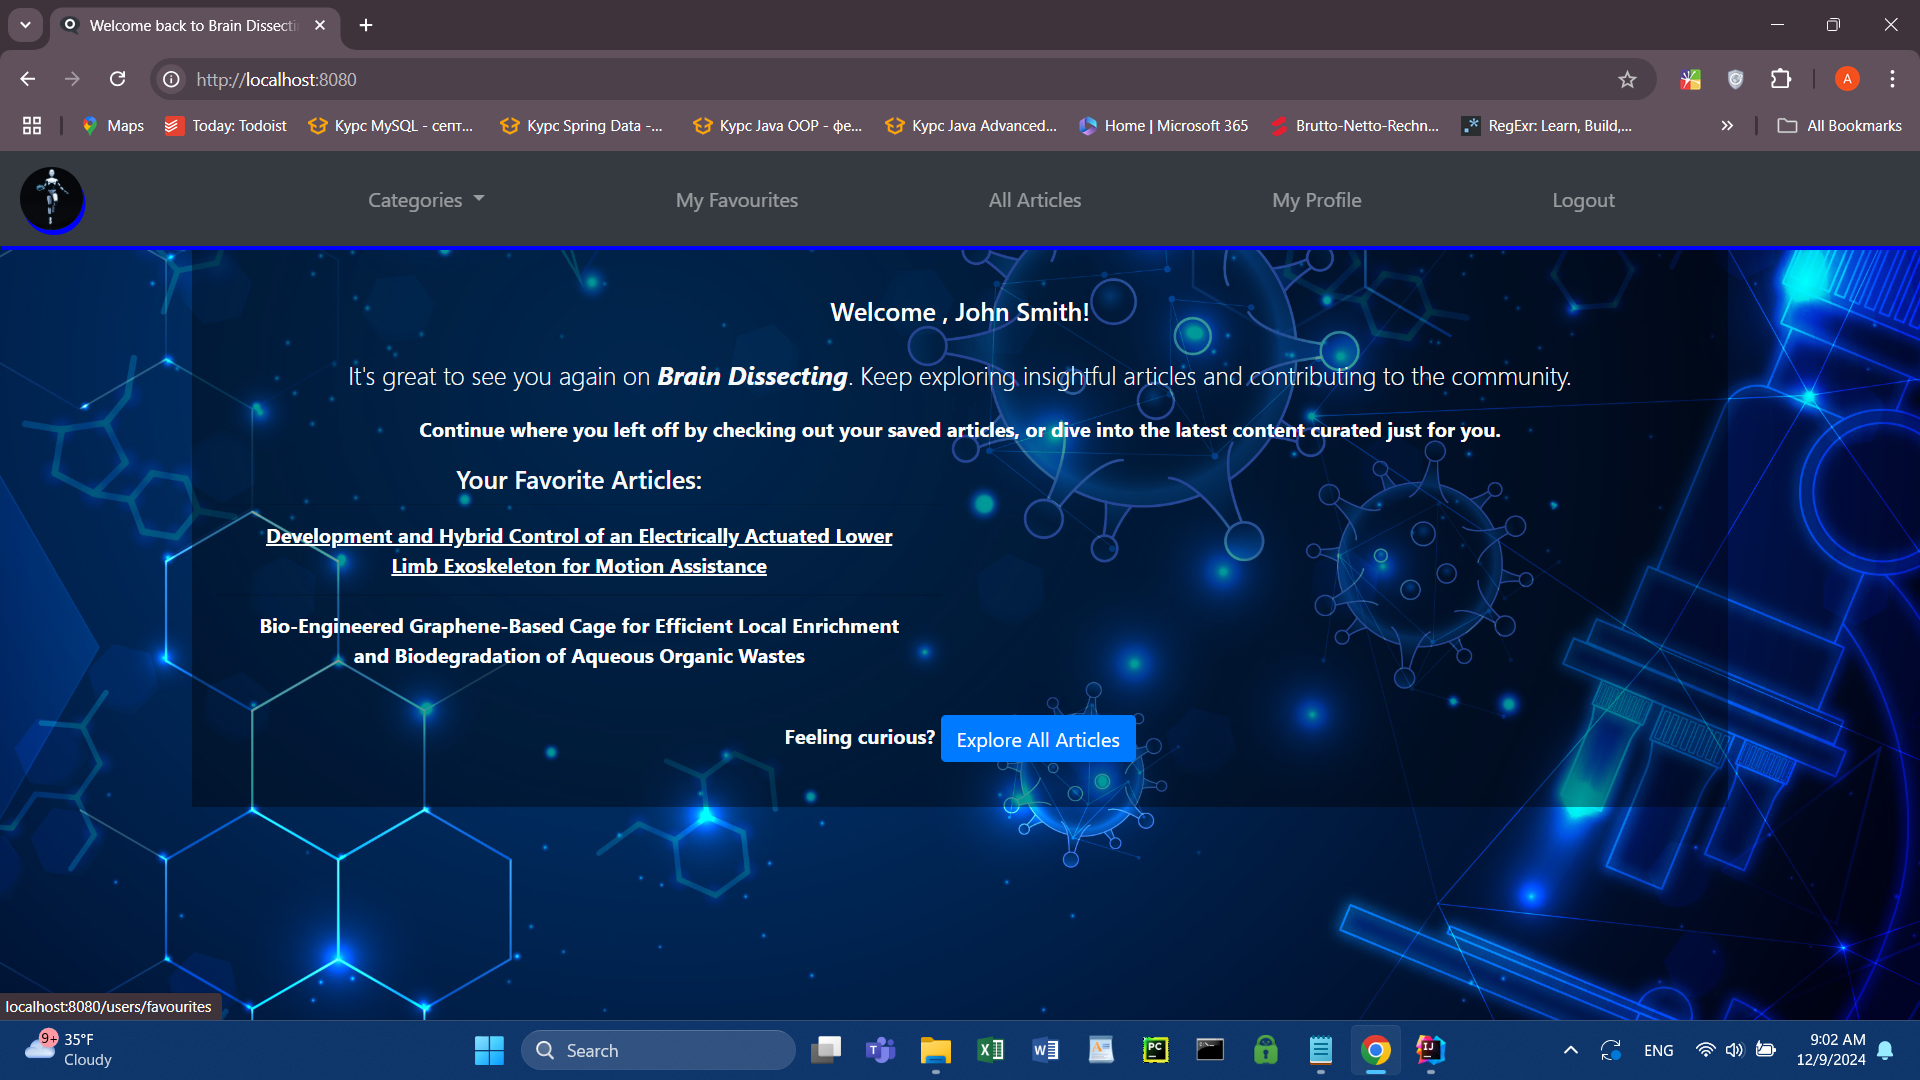 Welcome back to Brain Dissecti
http://localhost:8080
A
Maps
Today: Todoist
Курс MySQL - септ...
Курс Spring Data -...
Курс Java OOP - фе...
Курс Java Advanced...
Home | Microsoft 365
Brutto-Netto-Rechn...
RegExr: Learn, Build,...
All Bookmarks
Categories
My Favourites
All Articles
My Profile
Logout
Welcome , John Smith!
It's great to see you again on Brain Dissecting. Keep exploring insightful articles and contributing to the community.
Continue where you left off by checking out your saved articles, or dive into the latest content curated just for you.
Your Favorite Articles:
Development and Hybrid Control of an Electrically Actuated Lower
Limb Exoskeleton for Motion Assistance
Bio-Engineered Graphene-Based Cage for Efficient Local Enrichment
and Biodegradation of Aqueous Organic Wastes
Feeling curious? Explore All Articles
localhost:8080/users/favourites
9+
35°F
Cloudy
Search
PC
IJ
ENG
9:02 AM
12/9/2024